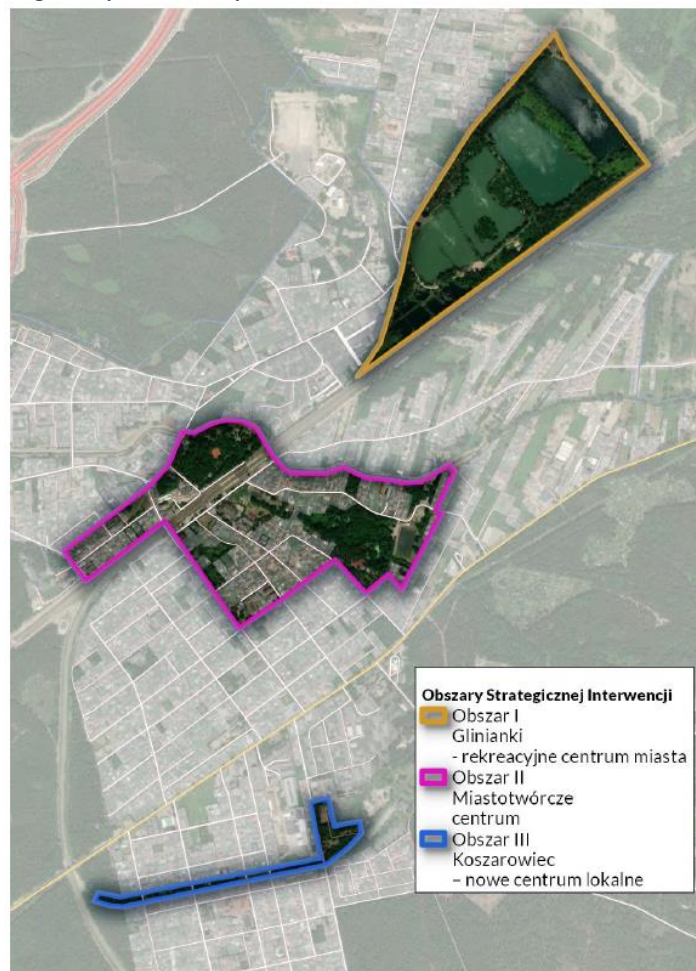 Obszary Strategicznej Interwencji
Obszar I
Glinianki
- rekreacyjne centrum miasta
Obszar II
Miastotwórcze
centrum
Obszar III
Koszarowiec
– nowe centrum lokalne